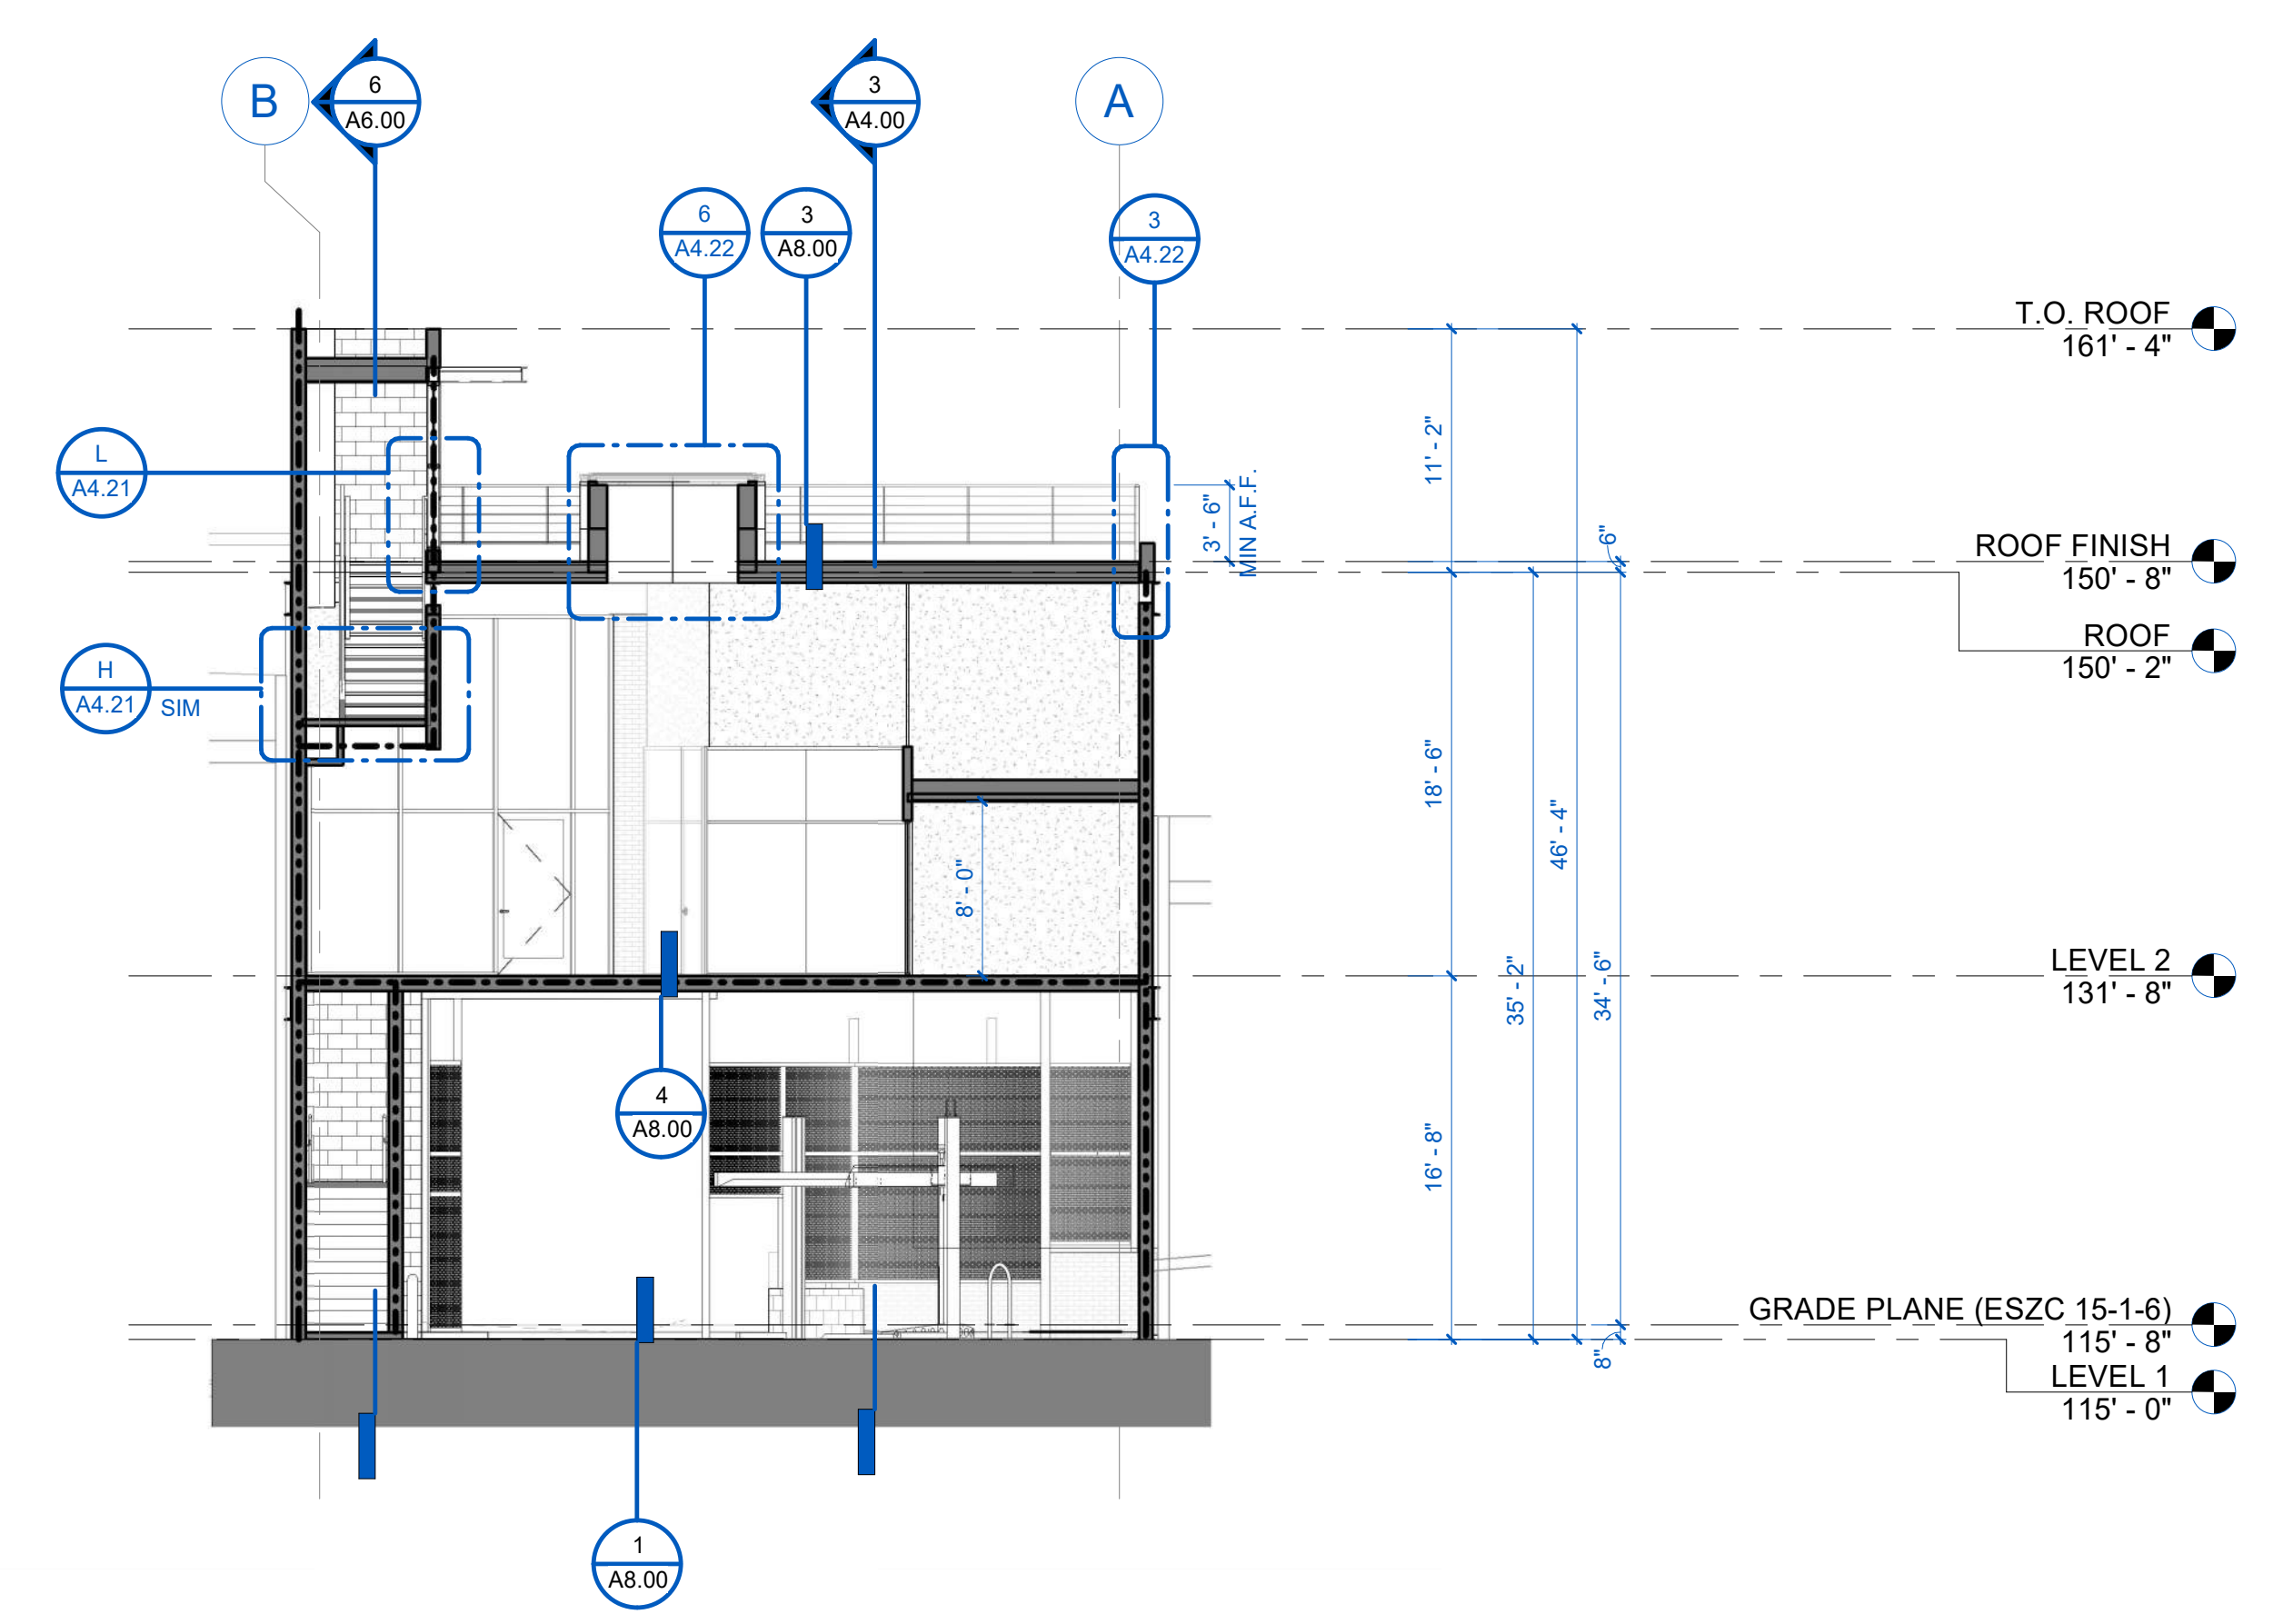 B
6
A6.00
3
A4.00
A
6
A4.22
3
A8.00
3
A4.22
T.O. ROOF
161' - 4"
L
A4.21
11' - 2"
3' - 6"
MIN A.F.F.
6"
ROOF FINISH
150' - 8"
ROOF
150' - 2"
H
A4.21
SIM
18' - 6"
46' - 4"
8' - 0"
35' - 2"
34' - 6"
LEVEL 2
131' - 8"
4
A8.00
16' - 8"
GRADE PLANE (ESZC 15-1-6)
115' - 8"
8"
LEVEL 1
115' - 0"
1
A8.00